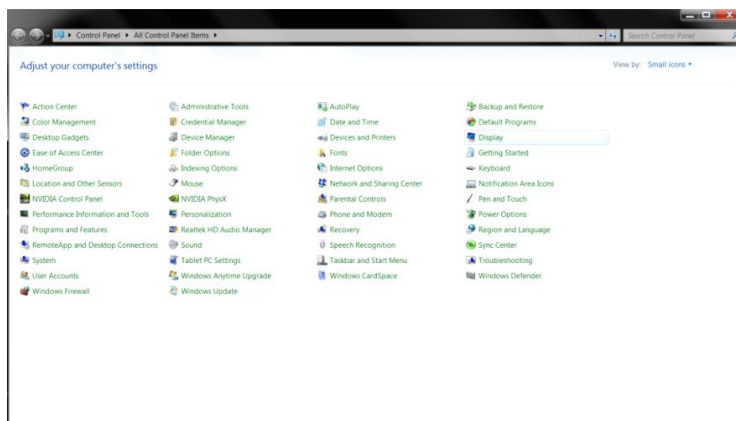 Control Panel All Control Panel Items Search Control Panel
Adjust your computer's settings View by: Small icons
Action Center Administrative Tools AutoPlay Backup and Restore
Color Management Credential Manager Date and Time Default Programs
Desktop Gadgets Device Manager Devices and Printers Display
Ease of Access Center Folder Options Fonts Getting Started
HomeGroup Indexing Options Internet Options Keyboard
Location and Other Sensors Mouse Network and Sharing Center Notification Area Icons
NVIDIA Control Panel NVIDIA PhysX Parental Controls Pen and Touch
Performance Information and Tools Personalization Phone and Modem Power Options
Programs and Features Realtek HD Audio Manager Recovery Region and Language
RemoteApp and Desktop Connections Sound Speech Recognition Sync Center
System Tablet PC Settings Taskbar and Start Menu Troubleshooting
User Accounts Windows Anytime Upgrade Windows CardSpace Windows Defender
Windows Firewall Windows Update